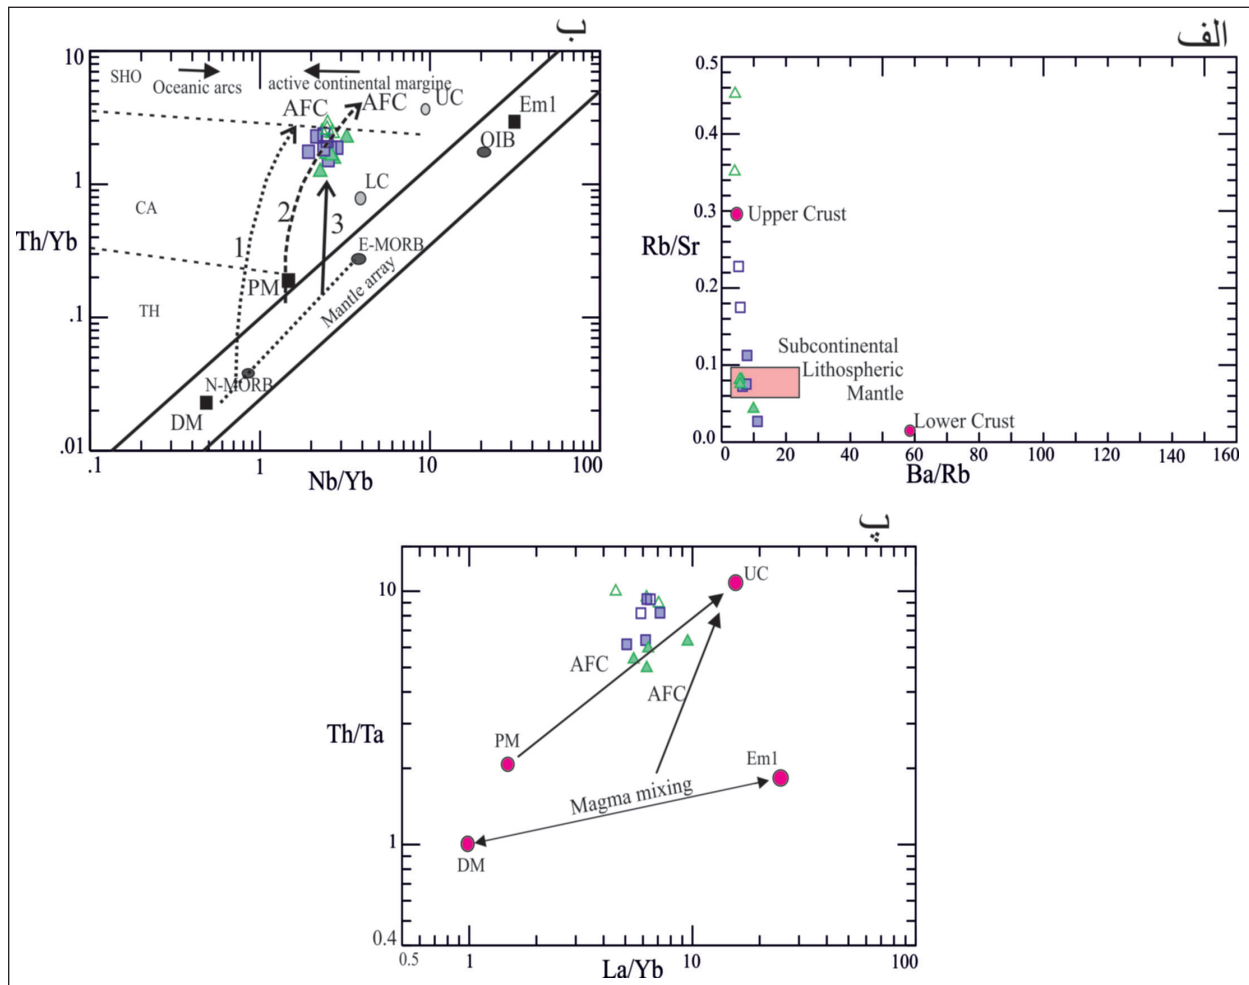 ب
10
1
0.1
.01
Th/Yb
SHO
Oceanic arcs
active continental margine
AFC
AFC
UC
Em1
OIB
LC
CA
1
2
3
E-MORB
PM
Mantle array
TH
N-MORB
DM
.1
1
10
100
Nb/Yb
الف
0.5
0.4
0.3
0.2
0.1
0.0
Rb/Sr
Upper Crust
Subcontinental
Lithospheric
Mantle
Lower Crust
0
20
40
60
80
100
120
140
160
Ba/Rb
پ
10
1
0.4
Th/Ta
UC
AFC
AFC
PM
Em1
Magma mixing
DM
0.5
1
10
100
La/Yb